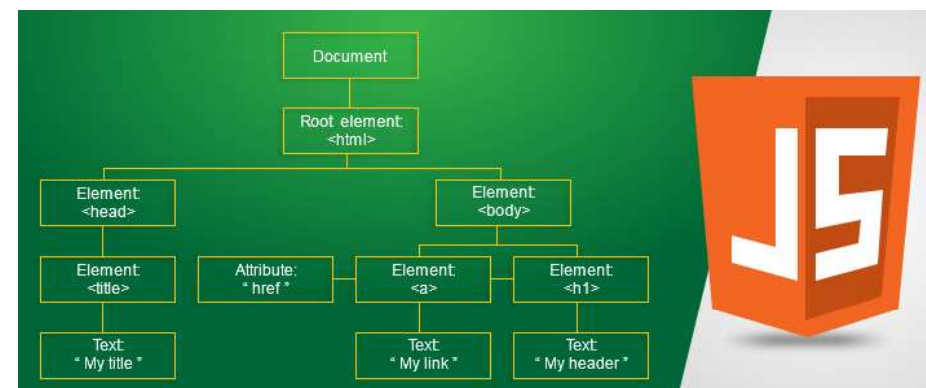 Document
Root element:
<html>
Element:
<head>
Element:
<body>
Element:
<title>
Attribute:
“ href ”
Element:
<a>
Element:
<h1>
Text:
“ My title ”
Text:
“ My link ”
Text:
“ My header ”
JS